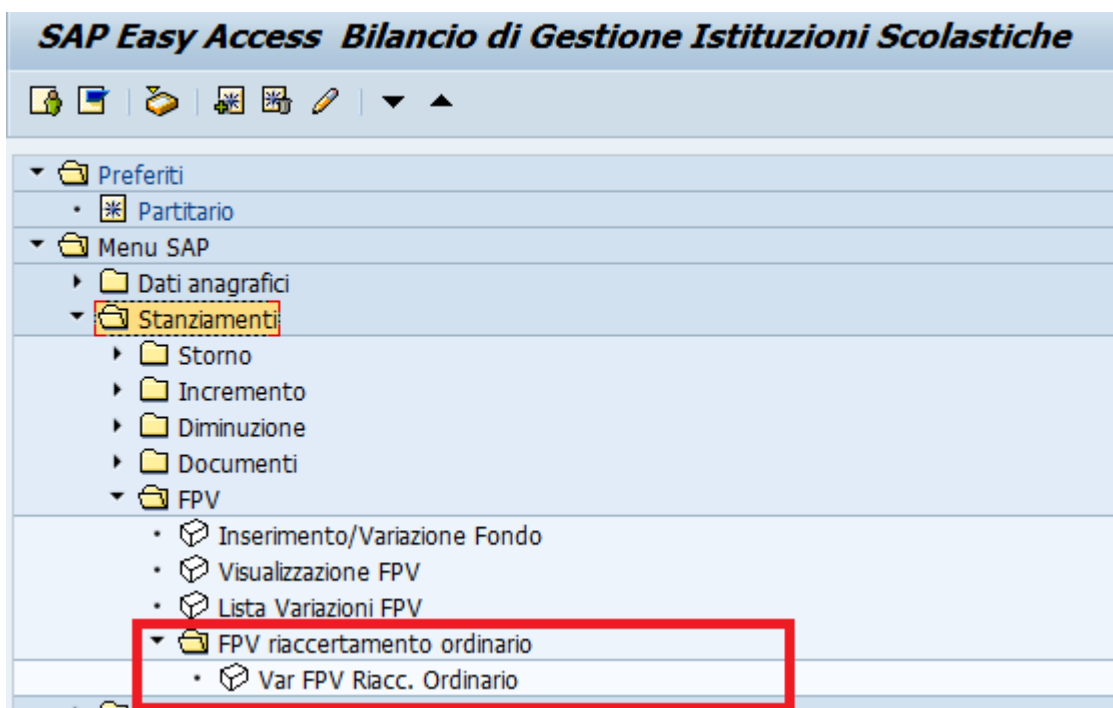 SAP Easy Access Bilancio di Gestione Istituzioni Scolastiche
Preferiti
Partitario
Menu SAP
Dati anagrafici
Stanziamenti
Storno
Incremento
Diminuzione
Documenti
FPV
Inserimento/Variazione Fondo
Visualizzazione FPV
Lista Variazioni FPV
FPV riaccertamento ordinario
Var FPV Riacc. Ordinario